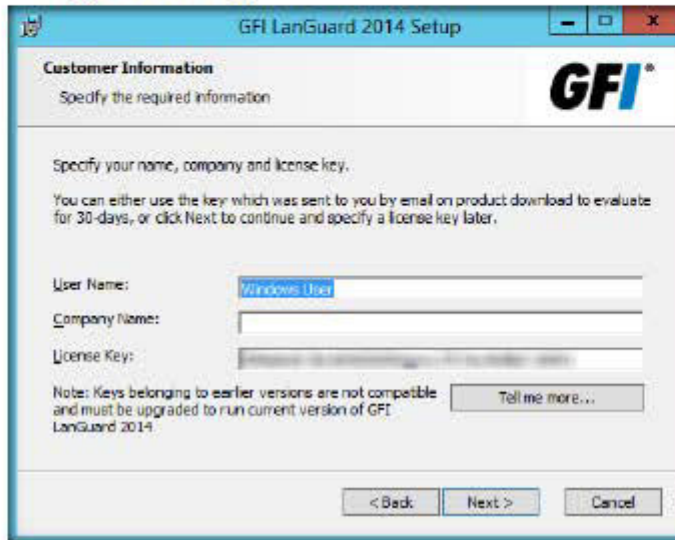 GFI LanGuard 2014 Setup
Customer Information
Specify the required information
GFI®
Specify your name, company and license key.
You can either use the key which was sent to you by email on product download to evaluate
for 30-days, or click Next to continue and specify a license key later.
User Name:
Windows User
Company Name:
License Key:
Note: Keys belonging to earlier versions are not compatible
and must be upgraded to run current version of GFI
LanGuard 2014
Tell me more...
< Back
Next >
Cancel